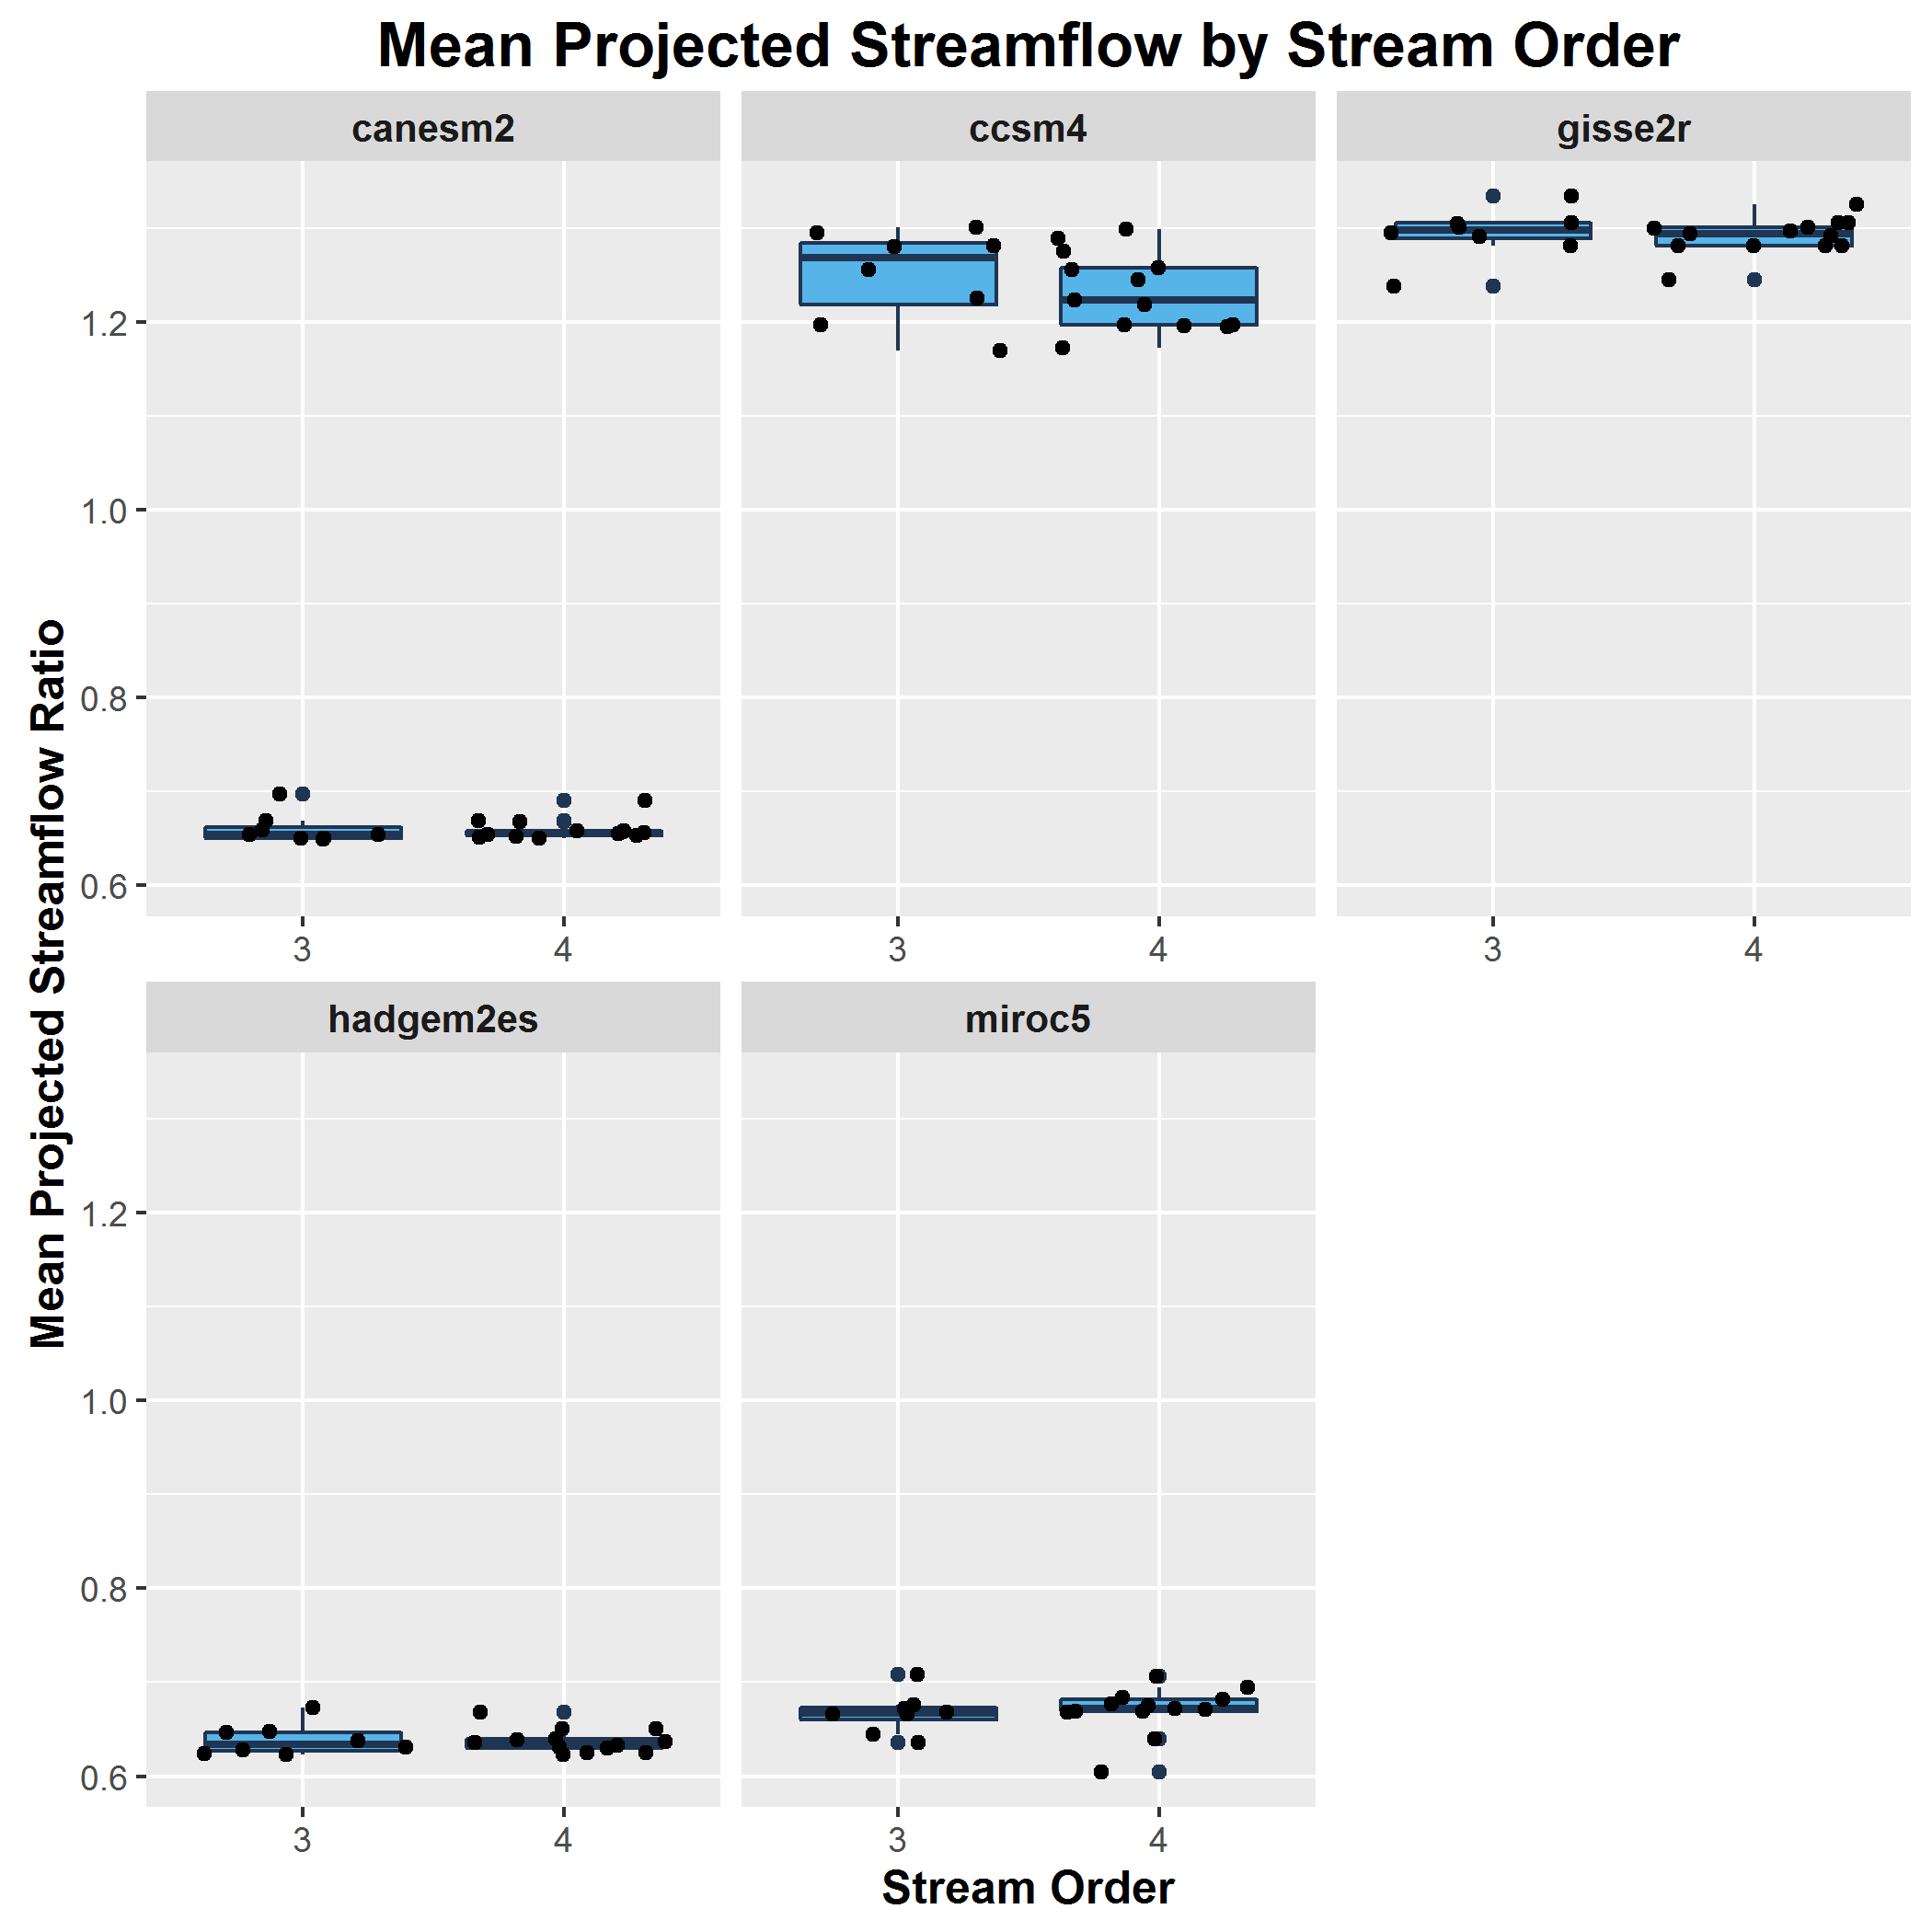 Mean Projected Streamflow by Stream Order
canesm2
ccsm4
gisse2r
1.2
1.0
0.8
0.6
3
4
3
4
3
4
Mean Projected Streamflow Ratio
hadgem2es
miroc5
1.2
1.0
0.8
0.6
3
4
3
4
Stream Order